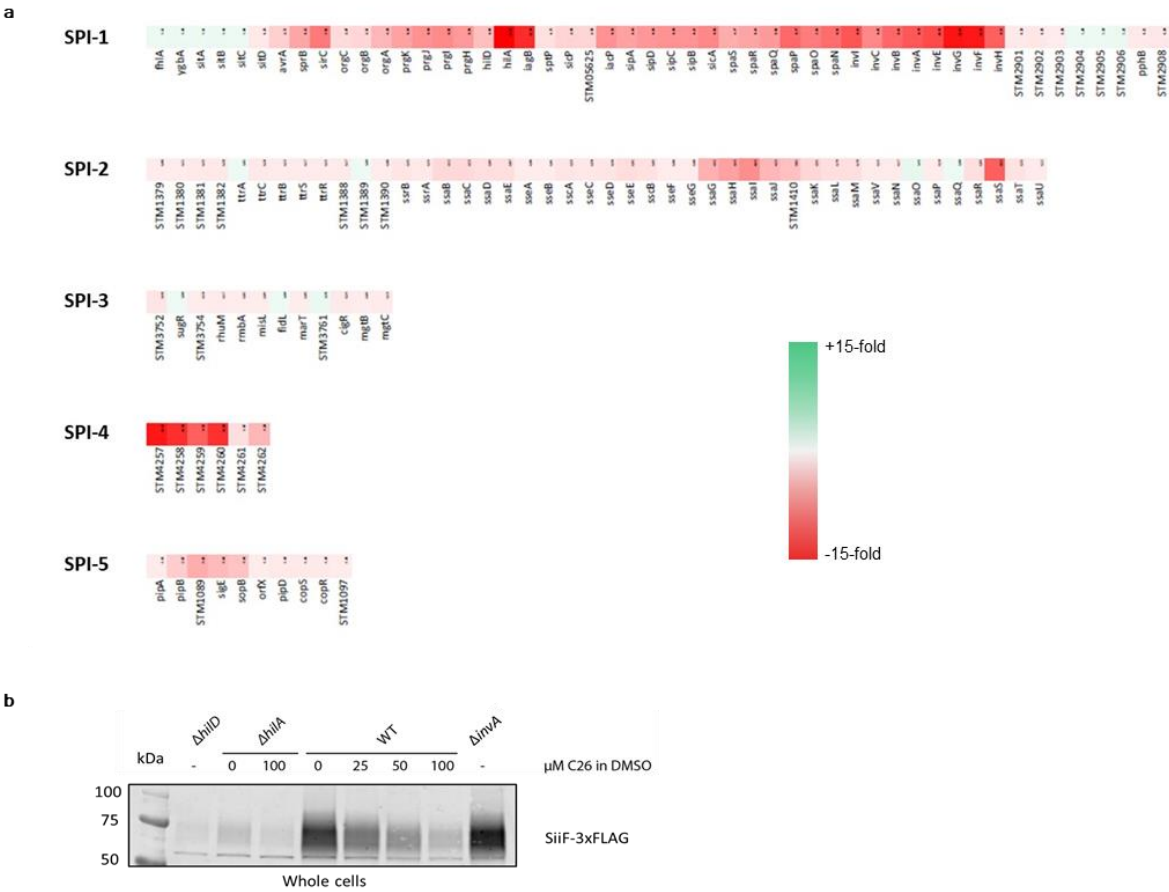 a
SPI-1
fhlA ygbA sitA sitB sitC sitD avrA sprB sirC orgC orgB orgA prgK prgJ prgI prgH hilD hilA iagB sptP sicP STM05625 iacP sipA sipD sipC sipB sicA spaS spaR spaQ spaP spaO spaN invI invC invB invA invE invG invF invH STM2901 STM2902 STM2903 STM2904 STM2905 STM2906 pphB STM2908
SPI-2
STM1379 STM1380 STM1381 STM1382 ttrA ttrC ttrB ttrS ttrR STM1388 STM1389 STM1390 ssrB ssrA ssaB ssaC ssaD ssaE sseA sseB sscA sseC sseD sseE sscB sseF sseG ssaG ssaH ssaI ssaJ STM1410 ssaK ssaL ssaM ssaV ssaN ssaO ssaP ssaQ ssaR ssaS ssaT ssaU
SPI-3
STM3752 sugR STM3754 rhuM rmbA misL fidL marT STM3761 cigR mgtB mgtC
+15-fold
-15-fold
SPI-4
STM4257 STM4258 STM4259 STM4260 STM4261 STM4262
SPI-5
pipA pipB STM1089 sigE sopB orfX pipD copS copR STM1097
b
ΔhilD ΔhilA WT ΔinvA
kDa - 0 100 0 25 50 100 - µM C26 in DMSO
100
75
50
SiiF-3xFLAG
Whole cells